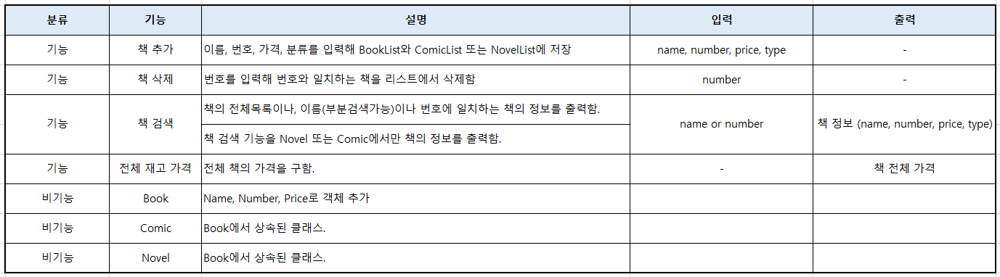 분류 기능 설명 입력 출력
기능 책 추가 이름, 번호, 가격, 분류를 입력해 BookList와 ComicList 또는 NovelList에 저장 name, number, price, type -
기능 책 삭제 번호를 입력해 번호와 일치하는 책을 리스트에서 삭제함 number -
기능 책 검색 책의 전체목록이나, 이름(부분검색가능)이나 번호에 일치하는 책의 정보를 출력함. name or number 책 정보 (name, number, price, type)
책 검색 기능을 Novel 또는 Comic에서만 책의 정보를 출력함.
기능 전체 재고 가격 전체 책의 가격을 구함. - 책 전체 가격
비기능 Book Name, Number, Price로 객체 추가
비기능 Comic Book에서 상속된 클래스.
비기능 Novel Book에서 상속된 클래스.